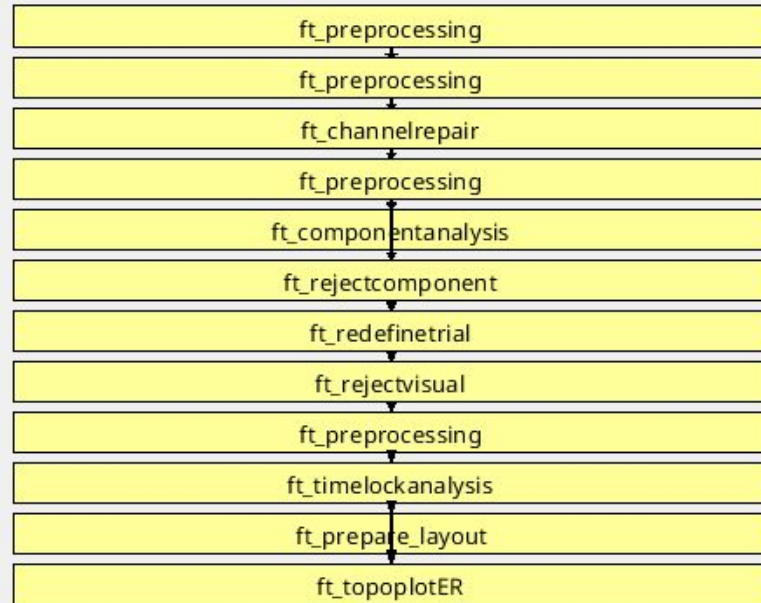 ft_preprocessing
ft_preprocessing
ft_channelrepair
ft_preprocessing
ft_componentanalysis
ft_rejectcomponent
ft_redefinetrial
ft_rejectvisual
ft_preprocessing
ft_timelockanalysis
ft_prepare_layout
ft_topoplotER